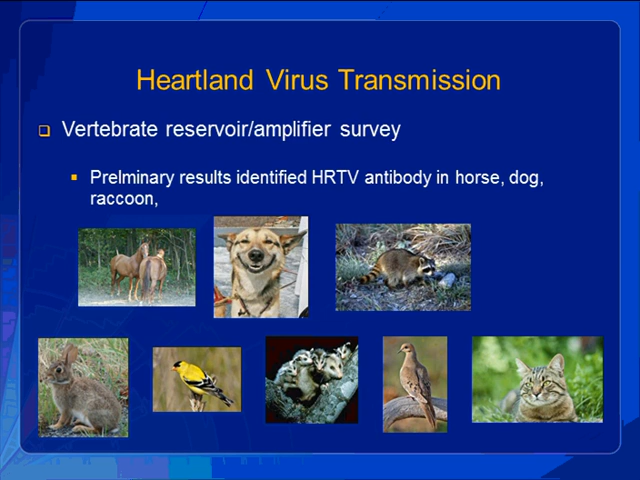 Heartland Virus Transmission
Vertebrate reservoir/amplifier survey
Prelminary results identified HRTV antibody in horse, dog,
raccoon,